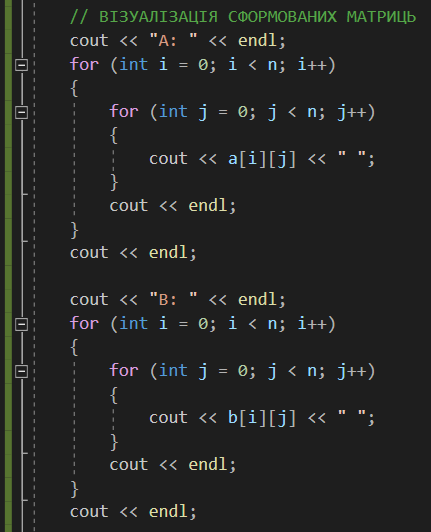 // ВІЗУАЛІЗАЦІЯ СФОРМОВАНИХ МАТРИЦЬ
cout << "A: " << endl;
for (int i = 0; i < n; i++)
{
for (int j = 0; j < n; j++)
{
cout << a[i][j] << " ";
}
cout << endl;
}
cout << endl;
cout << "B: " << endl;
for (int i = 0; i < n; i++)
{
for (int j = 0; j < n; j++)
{
cout << b[i][j] << " ";
}
cout << endl;
}
cout << endl;